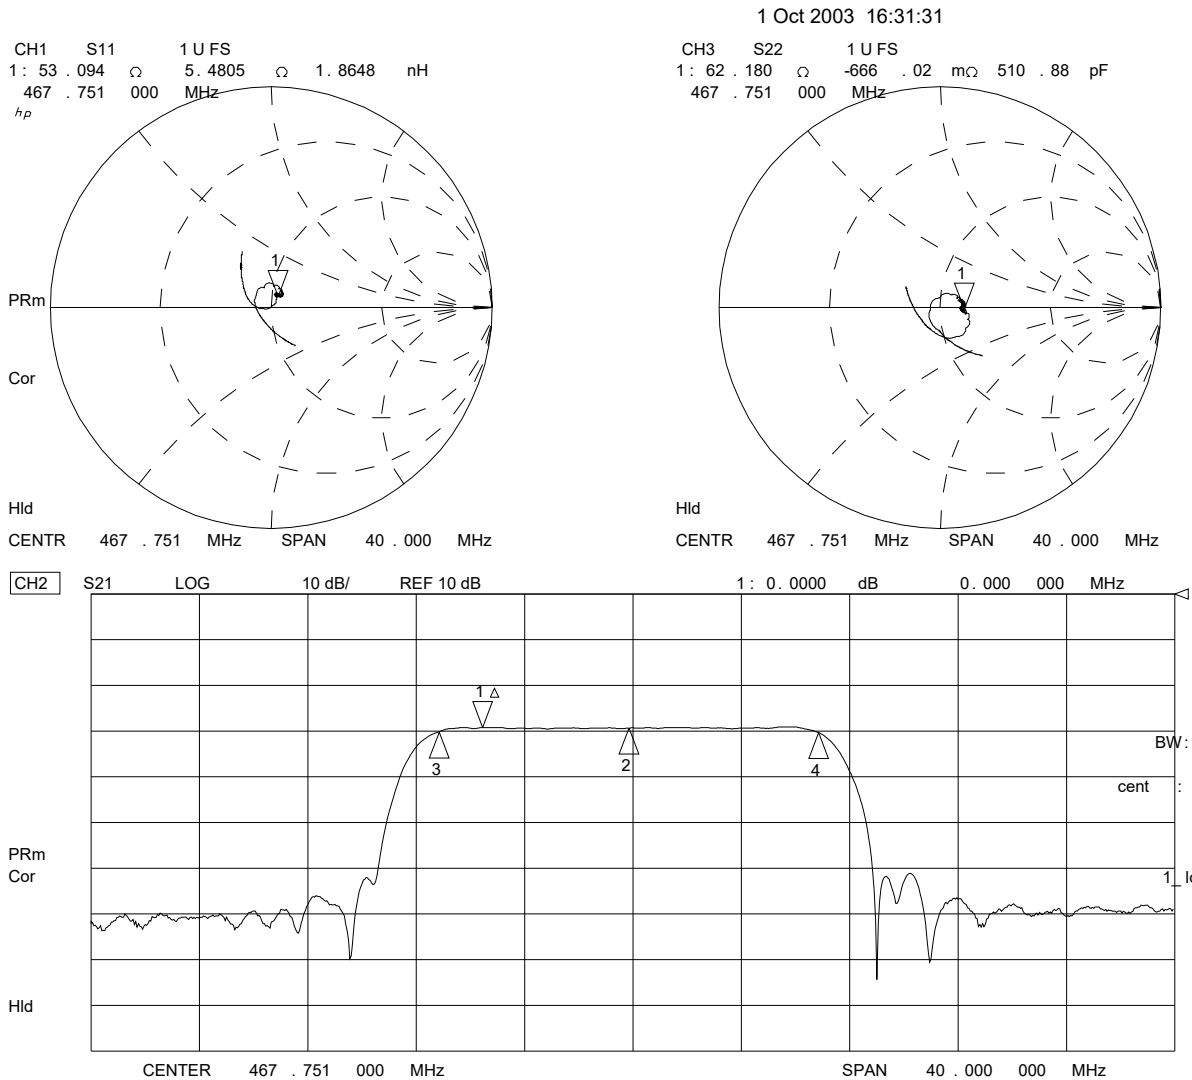 1 Oct 2003 16:31:31
CH1 S11 1 U FS
1: 53 .094 Ω 5.4805 Ω 1.8648 nH
467 .751 000 MHz
hp
CH3 S22 1 U FS
1: 62 .180 Ω -666 .02 mΩ 510 .88 pF
467 .751 000 MHz
1
1
PRm
Cor
Hld
Hld
CENTR 467 .751 MHz SPAN 40 .000 MHz
CENTR 467 .751 MHz SPAN 40 .000 MHz
CH2 S21 LOG 10 dB/ REF 10 dB 1: 0.0000 dB 0.000 000 MHz
1
3
2
4
BW:
cent :
PRm
Cor
1_
Hld
CENTER 467 .751 000 MHz SPAN 40 .000 000 MHz